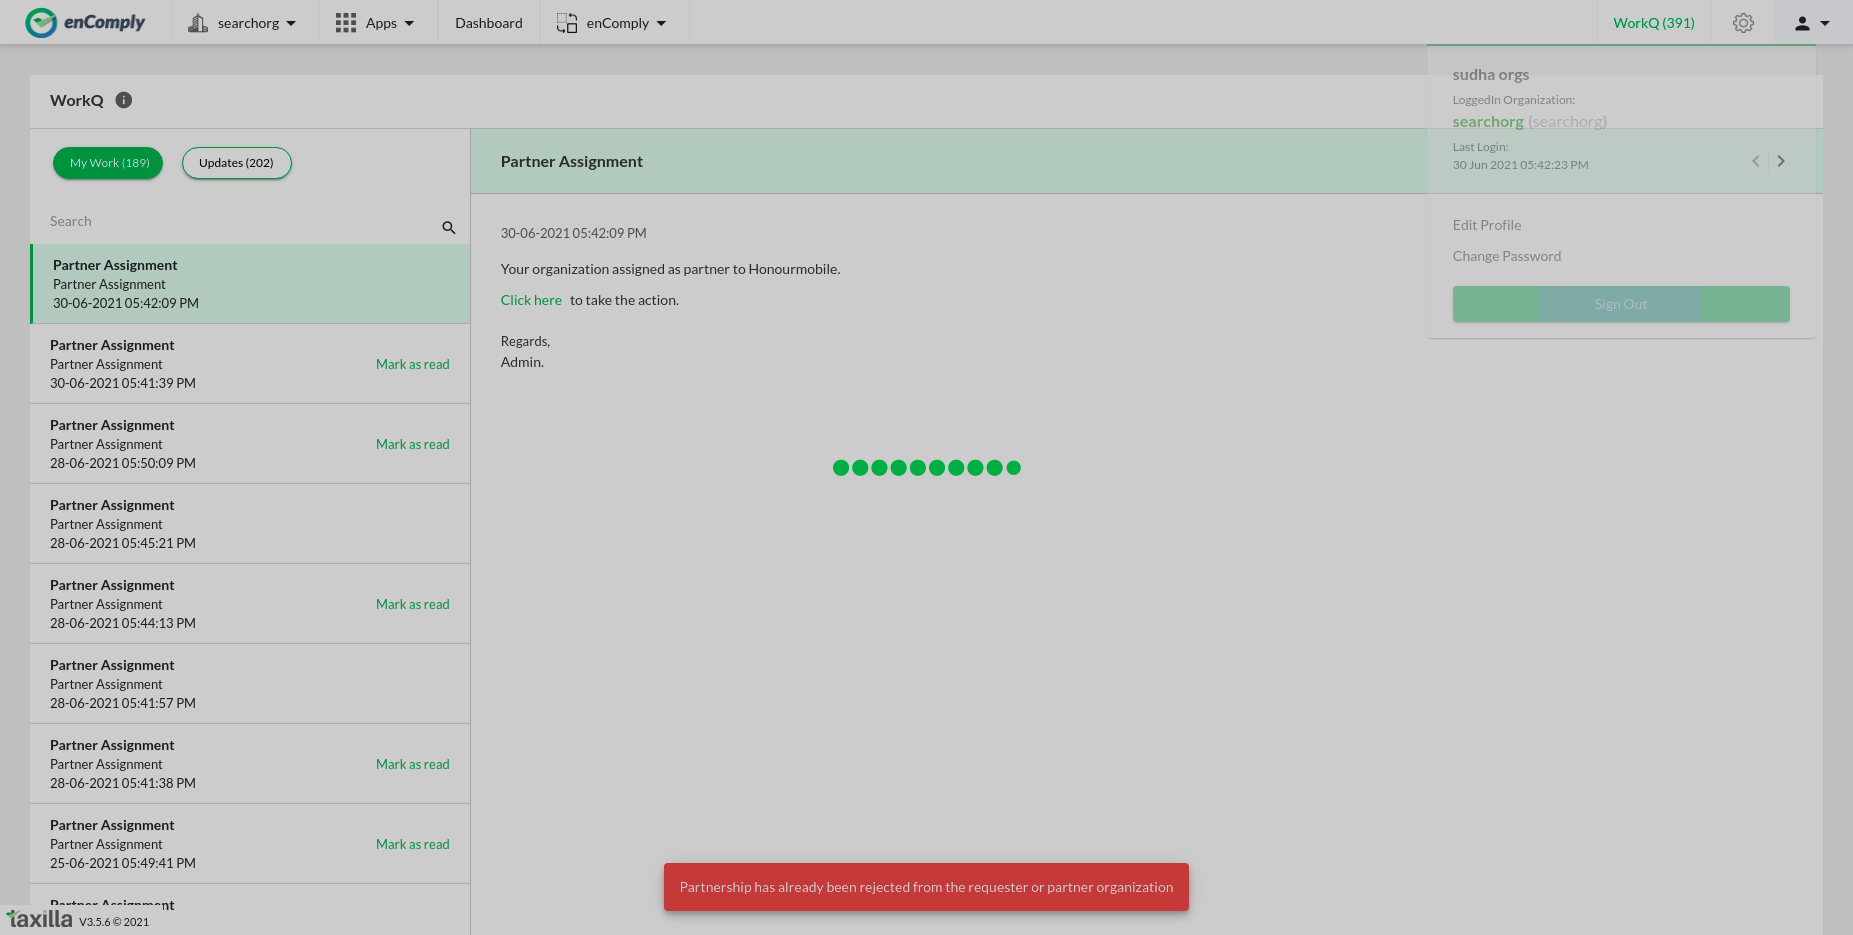 enComply
searchorg
Apps
Dashboard
enComply
WorkQ (391)
sudha orgs
LoggedIn Organization:
searchorg (searchorg)
Last Login:
30 Jun 2021 05:42:23 PM
Edit Profile
Change Password
Sign Out
WorkQ
My Work (189)
Updates (202)
Search
Partner Assignment
Partner Assignment
30-06-2021 05:42:09 PM
Partner Assignment
Partner Assignment
Mark as read
30-06-2021 05:41:39 PM
Partner Assignment
Partner Assignment
Mark as read
28-06-2021 05:50:09 PM
Partner Assignment
Partner Assignment
28-06-2021 05:45:21 PM
Partner Assignment
Partner Assignment
Mark as read
28-06-2021 05:44:13 PM
Partner Assignment
Partner Assignment
28-06-2021 05:41:57 PM
Partner Assignment
Partner Assignment
Mark as read
28-06-2021 05:41:38 PM
Partner Assignment
Partner Assignment
Mark as read
25-06-2021 05:49:41 PM
Partner Assignment
Partner Assignment
30-06-2021 05:42:09 PM
Your organization assigned as partner to Honourmobile.
Click here to take the action.
Regards,
Admin.
Partnership has already been rejected from the requester or partner organization
taxilla V3.5.6 © 2021